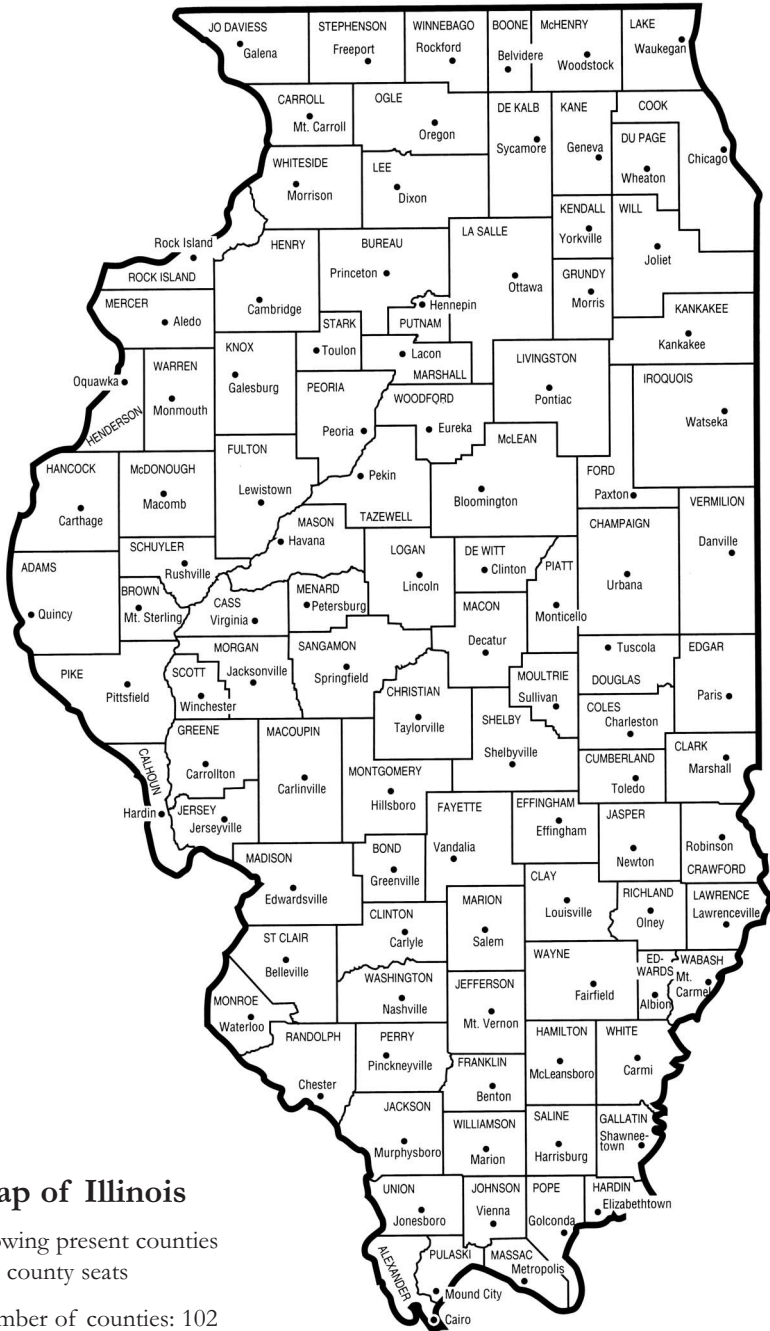 JO DAVIESS
Galena
STEPHENSON
Freeport
WINNEBAGO
Rockford
BOONE
Belvidere
McHENRY
Woodstock
LAKE
Waukegan
CARROLL
Mt. Carroll
OGLE
Oregon
DE KALB
Sycamore
KANE
Geneva
COOK
Chicago
DU PAGE
Wheaton
WHITESIDE
Morrison
LEE
Dixon
KENDALL
Yorkville
WILL
Joliet
LA SALLE
Ottawa
Rock Island
ROCK ISLAND
HENRY
Cambridge
BUREAU
Princeton
Hennepin
PUTNAM
GRUNDY
Morris
MERCER
Aledo
KANKAKEE
Kankakee
STARK
Toulon
Lacon
MARSHALL
KNOX
Galesburg
WARREN
Monmouth
Oquawka
HENDERSON
PEORIA
Peoria
WOODFORD
Eureka
LIVINGSTON
Pontiac
IROQUOIS
Watseka
McLEAN
Bloomington
FORD
Paxton
HANCOCK
Carthage
McDONOUGH
Macomb
FULTON
Lewistown
Pekin
TAZEWELL
MASON
Havana
VERMILION
Danville
CHAMPAIGN
Urbana
SCHUYLER
Rushville
LOGAN
Lincoln
DE WITT
Clinton
PIATT
Monticello
ADAMS
Quincy
BROWN
Mt. Sterling
CASS
Virginia
MENARD
Petersburg
MACON
Decatur
MORGAN
Jacksonville
SANGAMON
Springfield
PIKE
Pittsfield
SCOTT
Winchester
CHRISTIAN
Taylorville
MOULTRIE
Sullivan
Tuscola
DOUGLAS
EDGAR
Paris
COLES
Charleston
SHELBY
Shelbyville
GREENE
Carrollton
MACOUPIN
Carlinville
MONTGOMERY
Hillsboro
CUMBERLAND
Toledo
CLARK
Marshall
CALHOUN
Hardin
JERSEY
Jerseyville
FAYETTE
Vandalia
EFFINGHAM
Effingham
JASPER
Newton
Robinson
CRAWFORD
MADISON
Edwardsville
BOND
Greenville
CLAY
Louisville
RICHLAND
Olney
LAWRENCE
Lawrenceville
CLINTON
Carlyle
MARION
Salem
ST CLAIR
Belleville
WAYNE
Fairfield
ED-
WARDS
Albion
WABASH
Mt.
Carmel
WASHINGTON
Nashville
JEFFERSON
Mt. Vernon
MONROE
Waterloo
RANDOLPH
Chester
PERRY
Pinckneyville
HAMILTON
McLeansboro
WHITE
Carmi
FRANKLIN
Benton
JACKSON
Murphysboro
WILLIAMSON
Marion
SALINE
Harrisburg
GALLATIN
Shawnee-
town
UNION
Jonesboro
JOHNSON
Vienna
POPE
Golconda
HARDIN
Elizabethtown
ALEXANDER
PULASKI
Mound City
MASSAC
Metropolis
Cairo
ap of Illinois
owing present counties
county seats
mber of counties: 102